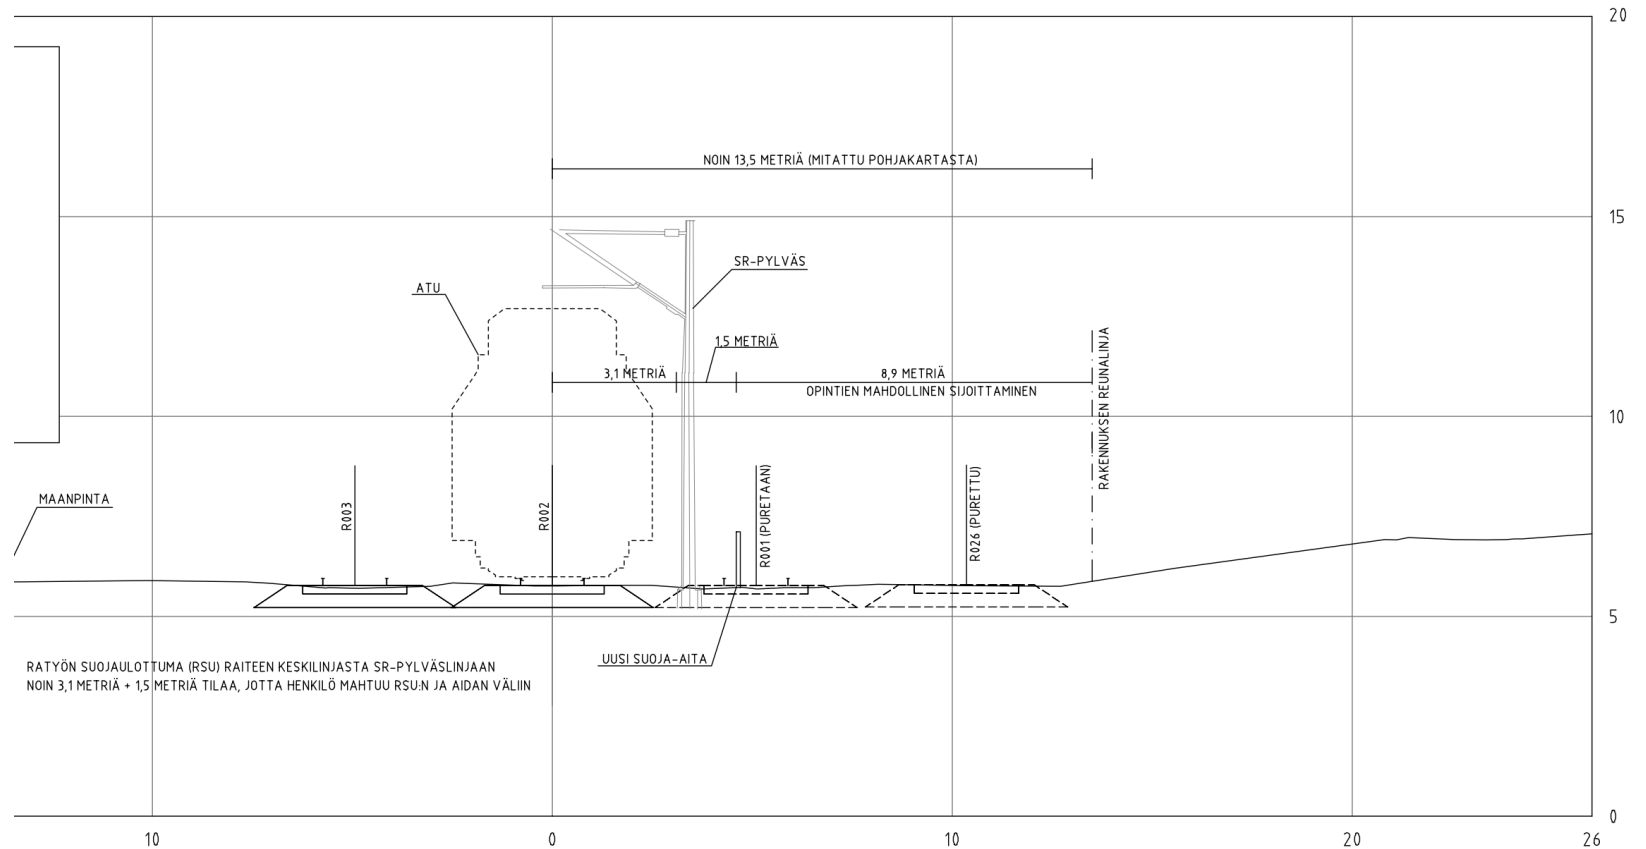 20
NOIN 13,5 METRIÄ (MITATTU POHJAKARTASTA)
15
SR-PYLVÄS
ATU
1,5 METRIÄ
3,1 METRIÄ
8,9 METRIÄ
OPINTIEN MAHDOLLINEN SIJOITTAMINEN
RAKENNUKSEN REUNALINJA
10
MAANPINTA
R003
R002
R001 (PURETAAN)
R026 (PURETTU)
5
UUSI SUOJA-AITA
RATYÖN SUOJAULOTTUMA (RSU) RAITEEN KESKILINJASTA SR-PYLVÄSLINJAAN
NOIN 3,1 METRIÄ + 1,5 METRIÄ TILAA, JOTTA HENKILÖ MAHTUU RSU:N JA AIDAN VÄLIIN
0
10 0 10 20 26